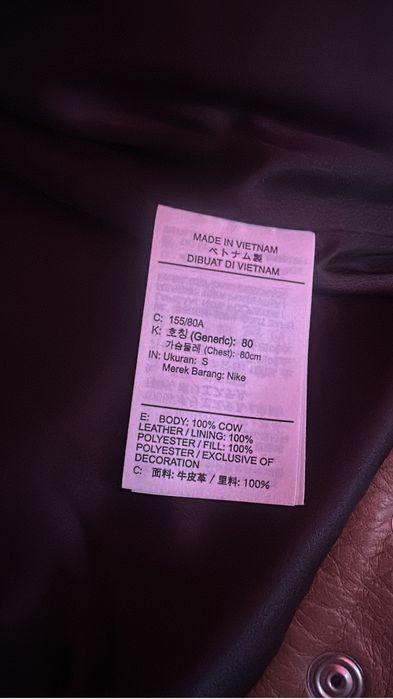 MADE IN VIETNAM
ベトナム製
DIBUAT DI VIETNAM
C: 155/80A
K: 호칭 (Generic): 80
가슴둘레 (Chest): 80cm
IN: Ukuran: S
Merek Barang: Nike
E: BODY: 100% COW
LEATHER / LINING: 100%
POLYESTER / FILL: 100%
POLYESTER / EXCLUSIVE OF
DECORATION
C: 面料: 牛皮革 / 里料: 100%